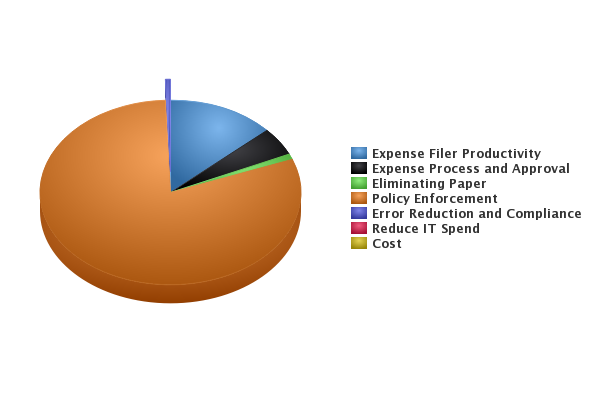 Expense Filer Productivity
Expense Process and Approval
Eliminating Paper
Policy Enforcement
Error Reduction and Compliance
Reduce IT Spend
Cost